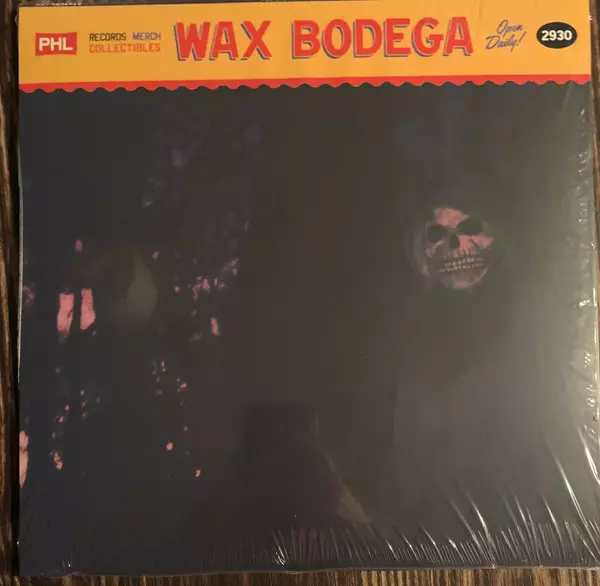 PHL
RECORDS MERCH
COLLECTIBLES
WAX BODEGA
Open
Daily!
2930